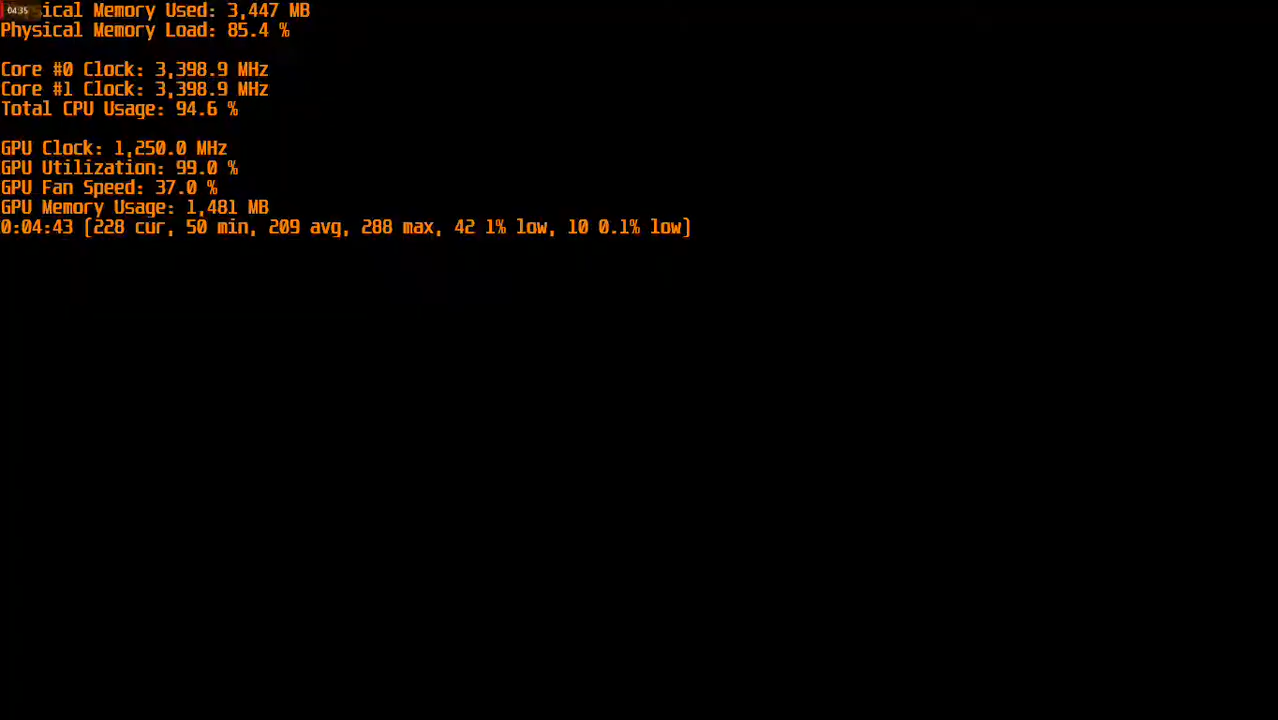 04:35
ical Memory Used: 3,447 MB
Physical Memory Load: 85.4 %
Core #0 Clock: 3,398.9 MHz
Core #1 Clock: 3,398.9 MHz
Total CPU Usage: 94.6 %
GPU Clock: 1,250.0 MHz
GPU Utilization: 99.0 %
GPU Fan Speed: 37.0 %
GPU Memory Usage: 1,481 MB
0:04:43 [228 cur, 50 min, 209 avg, 288 max, 42 1% low, 10 0.1% low]